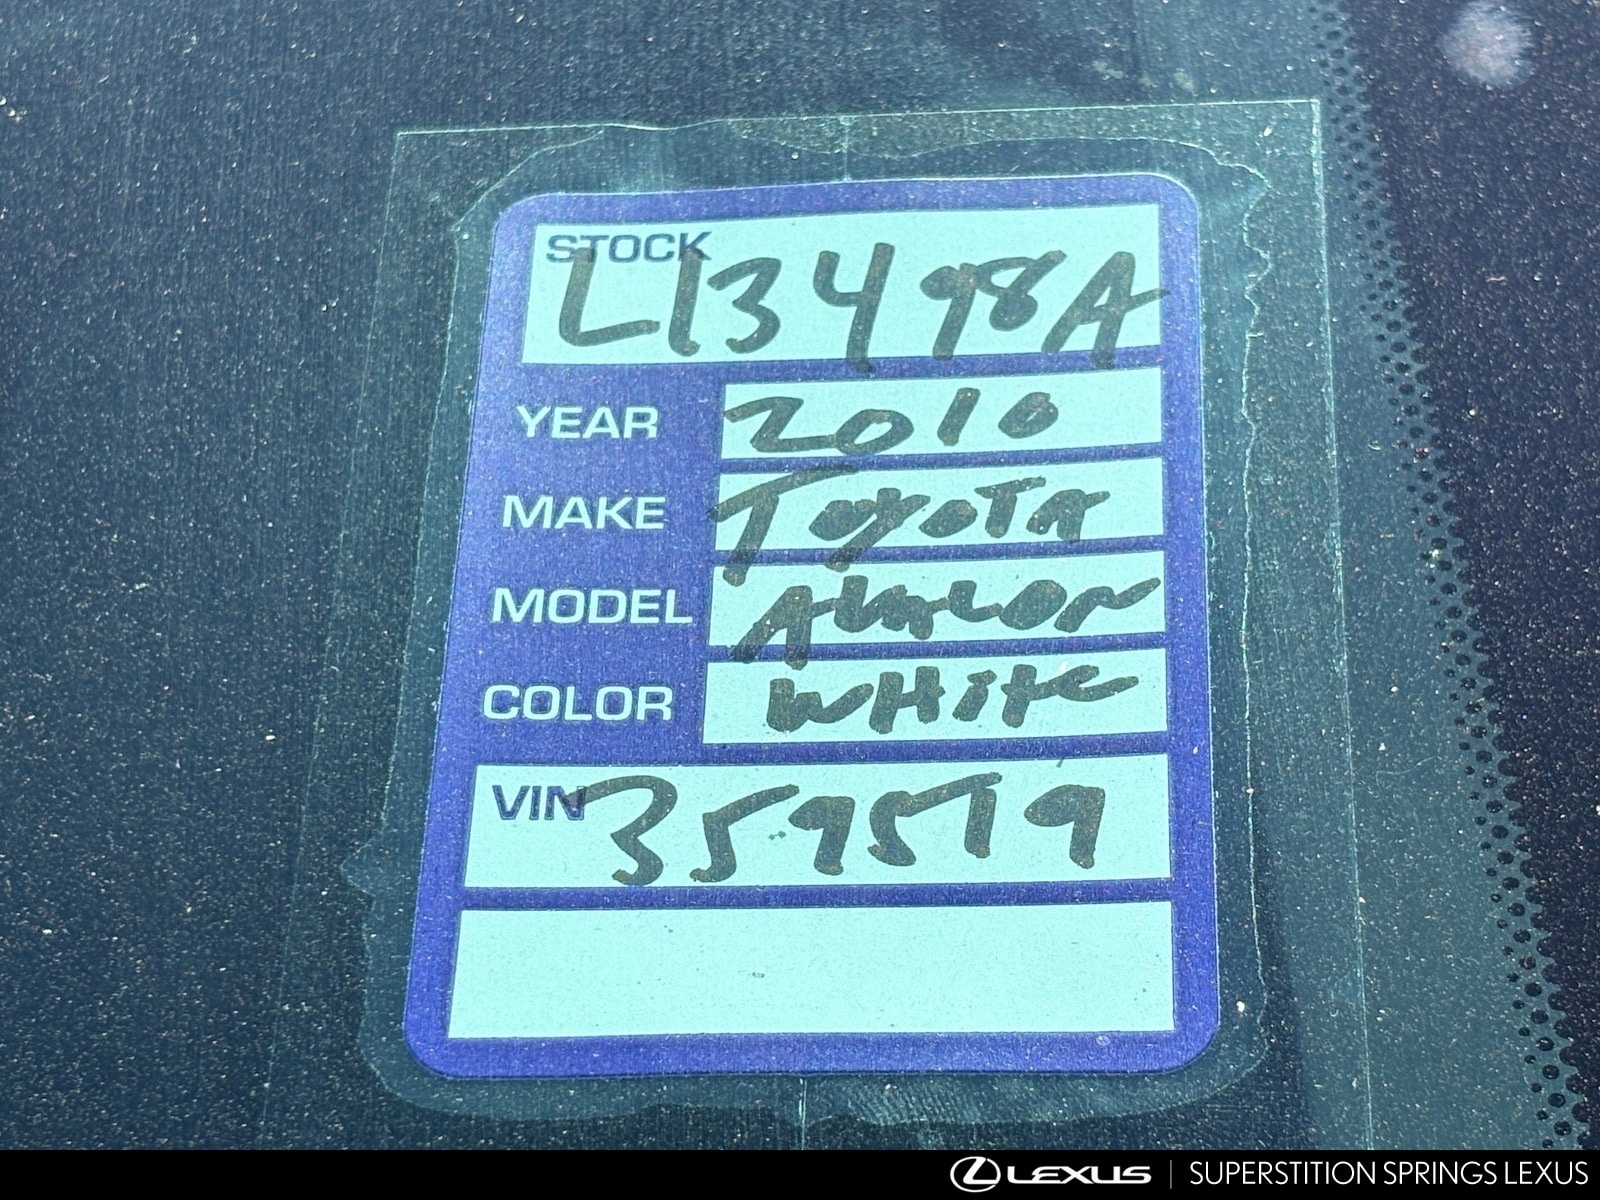 STOCK L13498A
YEAR 2010
MAKE Toyota
MODEL AVALON
COLOR WHite
VIN 359519
LEXUS | SUPERSTITION SPRINGS LEXUS